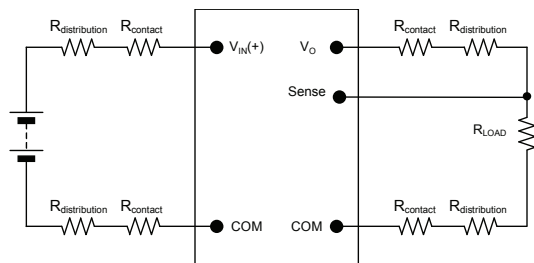 Rdistribution Rcontact VIN(+) VO Rcontact Rdistribution
Sense
RLOAD
Rdistribution Rcontact COM COM Rcontact Rdistribution